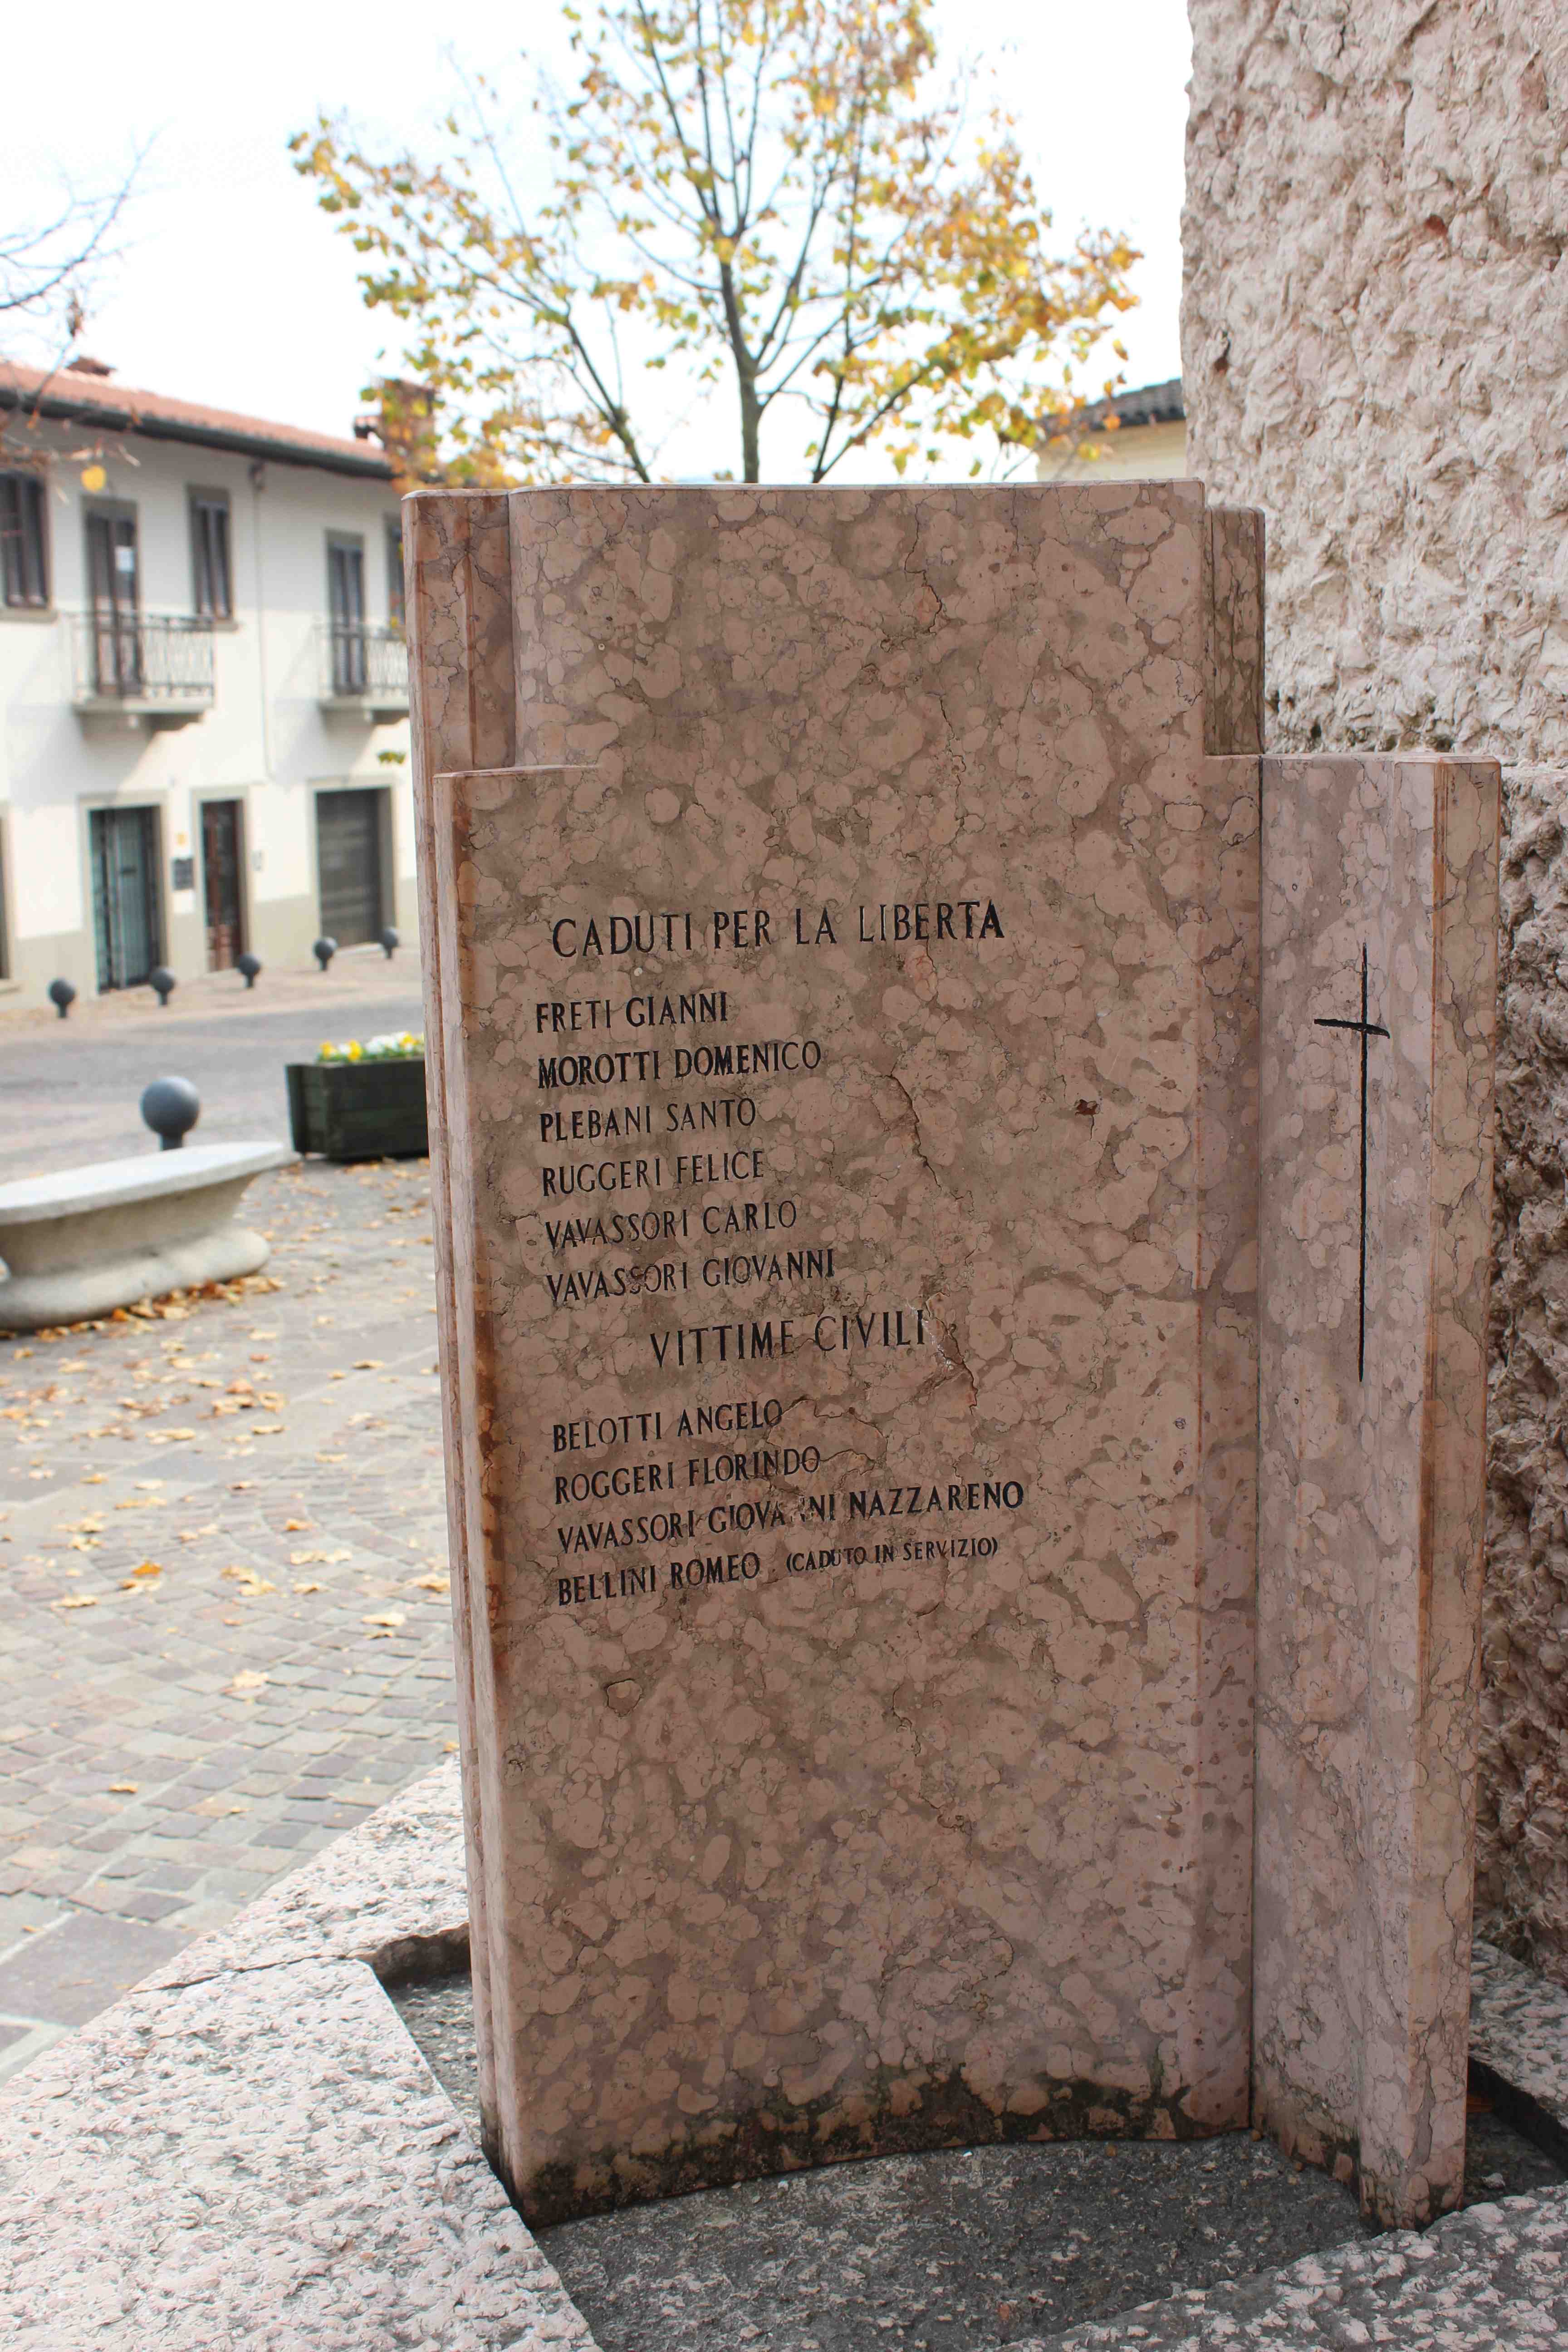 CADUTI PER LA LIBERTA
FRETI GIANNI
MOROTTI DOMENICO
PLEBANI SANTO
RUGGERI FELICE
VAVASSORI CARLO
VAVASSORI GIOVANNI
VITTIME CIVILI
BELOTTI ANGELO
ROGGERI FLORINDO
VAVASSORI GIOVANNI NAZZARENO
BELLINI ROMEO (CADUTO IN SERVIZIO)